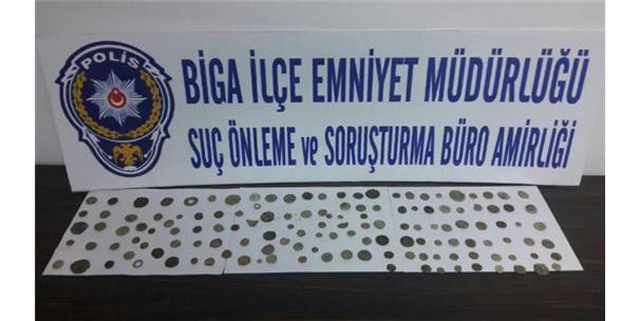 POLİS
BİGA İLÇE EMNİYET MÜDÜRLÜĞÜ
SUÇ ÖNLEME ve SORUŞTURMA BÜRO AMİRLİĞİ